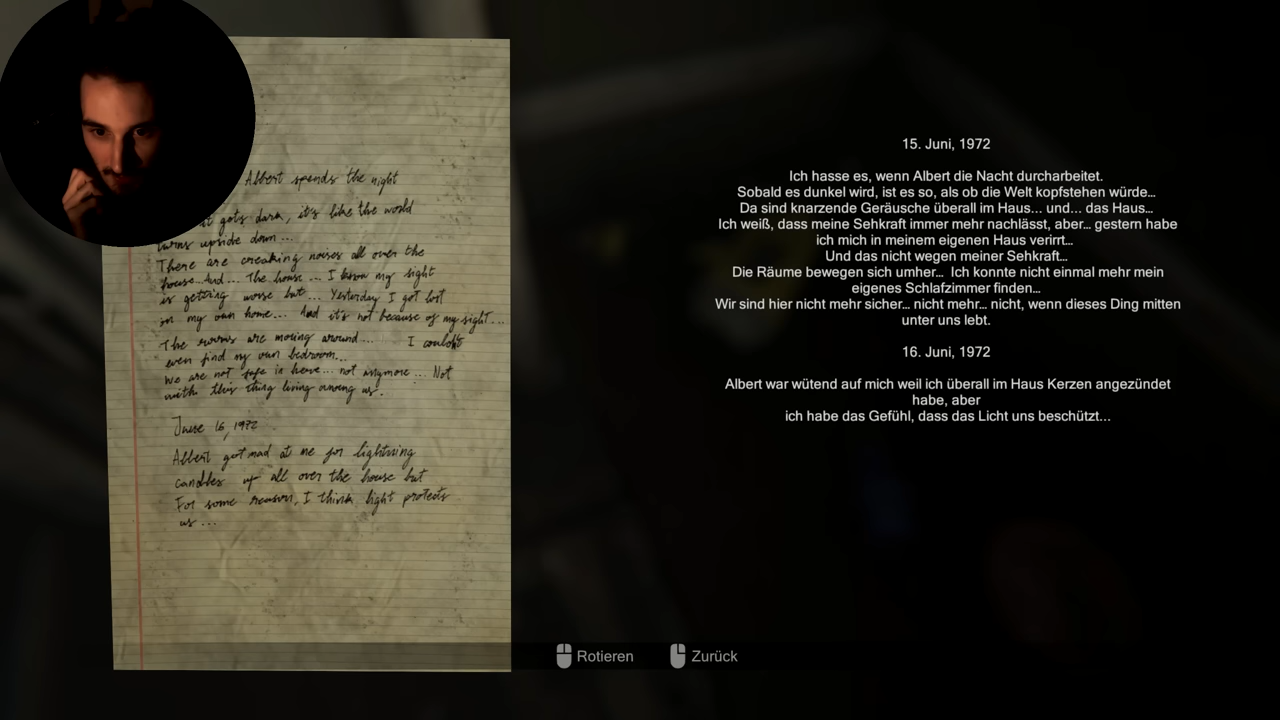 Albert spends the night
gets dark, it's like the world
turns upside down...
There are creaking noises all over the
house... And... The house... I know my sight
is getting worse but... Yesterday I got lost
in my own home... And it's not because of my sight...
The rooms are moving around... I couldn't
even find my own bedroom...
We are not safe in here... not anymore... Not
with this thing living among us.
June 16, 1972
Albert got mad at me for lightning
candles up all over the house but
For some reason, I think light protects
us...
15. Juni, 1972
Ich hasse es, wenn Albert die Nacht durcharbeitet.
Sobald es dunkel wird, ist es so, als ob die Welt kopfstehen würde...
Da sind knarzende Geräusche überall im Haus... und... das Haus...
Ich weiß, dass meine Sehkraft immer mehr nachlässt, aber... gestern habe
ich mich in meinem eigenen Haus verirrt...
Und das nicht wegen meiner Sehkraft...
Die Räume bewegen sich umher... Ich konnte nicht einmal mehr mein
eigenes Schlafzimmer finden...
Wir sind hier nicht mehr sicher... nicht mehr... nicht, wenn dieses Ding mitten
unter uns lebt.
16. Juni, 1972
Albert war wütend auf mich weil ich überall im Haus Kerzen angezündet
habe, aber
ich habe das Gefühl, dass das Licht uns beschützt...
Rotieren
Zurück